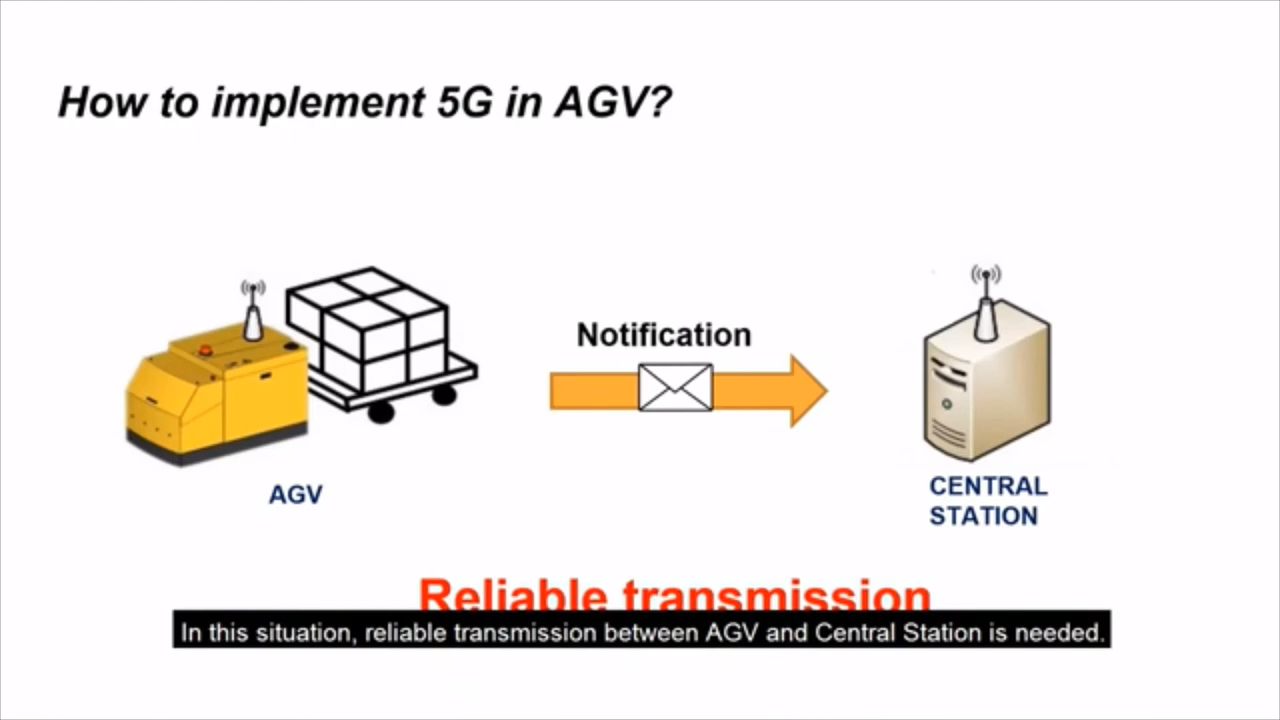 How to implement 5G in AGV?
Notification
AGV
CENTRAL
STATION
Reliable transmission
In this situation, reliable transmission between AGV and Central Station is needed.